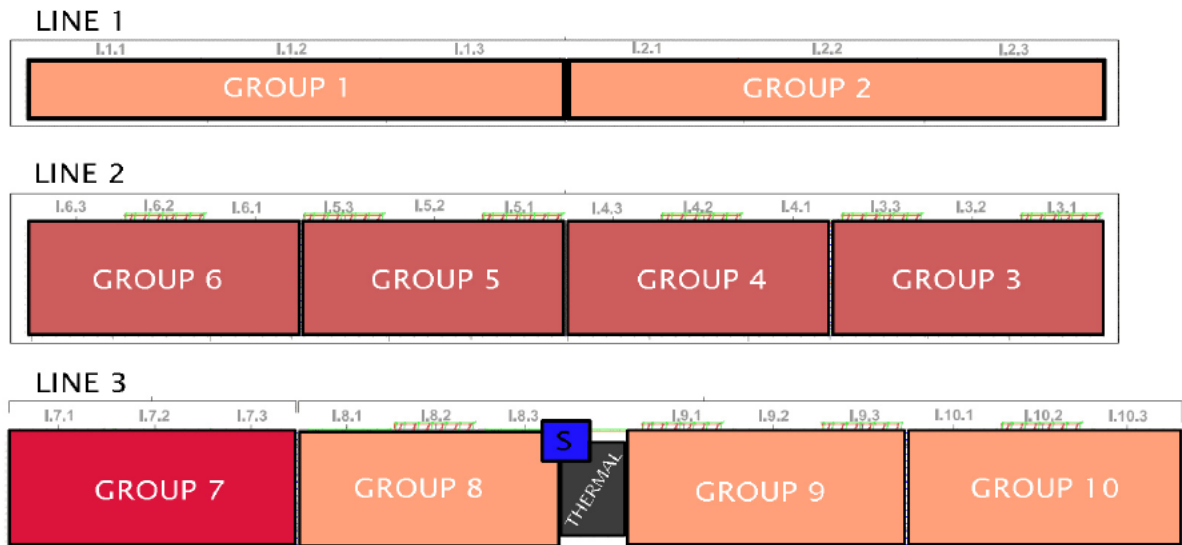 LINE 1
I.1.1 I.1.2 I.1.3 I.2.1 I.2.2 I.2.3
GROUP 1 GROUP 2
LINE 2
I.6.3 I.6.2 I.6.1 I.5.3 I.5.2 I.5.1 I.4.3 I.4.2 I.4.1 I.3.3 I.3.2 I.3.1
GROUP 6 GROUP 5 GROUP 4 GROUP 3
LINE 3
I.7.1 I.7.2 I.7.3 I.8.1 I.8.2 I.8.3 I.9.1 I.9.2 I.9.3 I.10.1 I.10.2 I.10.3
S
GROUP 7 GROUP 8 THERMAL GROUP 9 GROUP 10